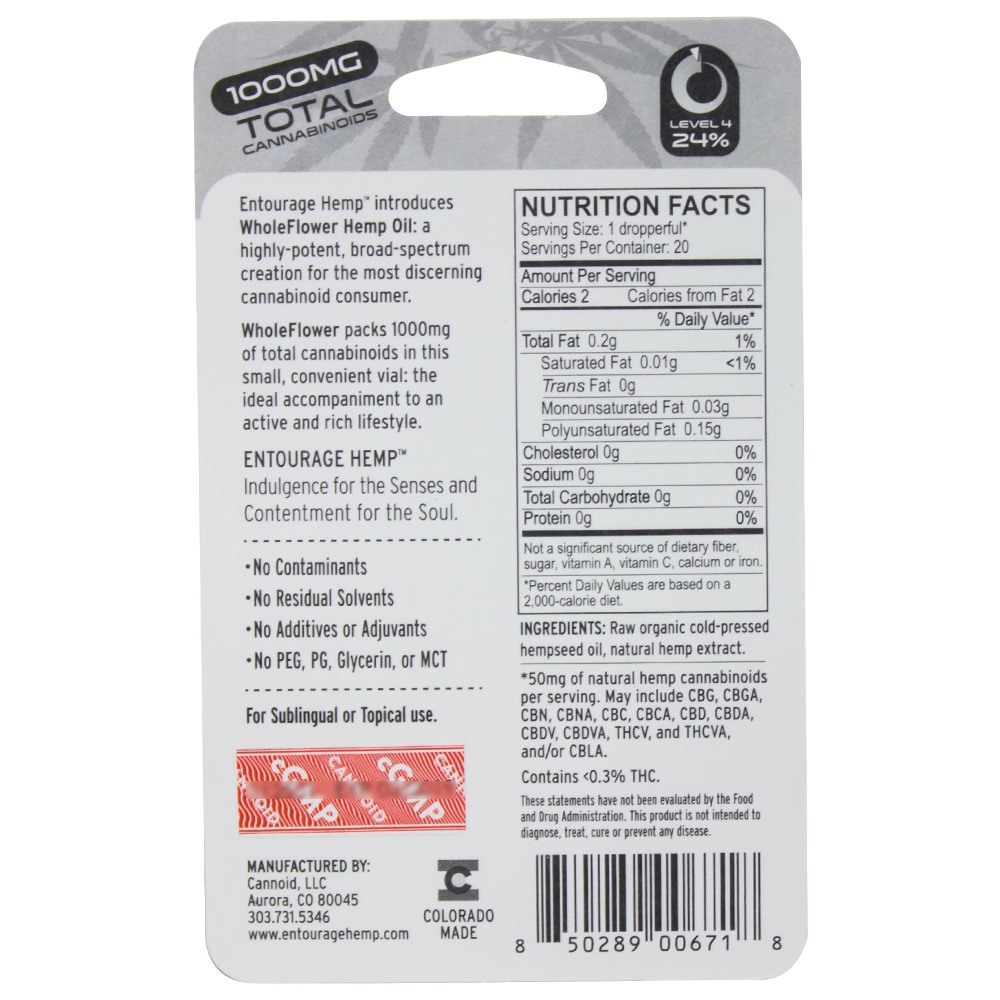 1000MG
TOTAL
CANNABINOIDS
LEVEL 4
24%
Entourage Hemp™ introduces
WholeFlower Hemp Oil: a
highly-potent, broad-spectrum
creation for the most discerning
cannabinoid consumer.
WholeFlower packs 1000mg
of total cannabinoids in this
small, convenient vial: the
ideal accompaniment to an
active and rich lifestyle.
ENTOURAGE HEMP™
Indulgence for the Senses and
Contentment for the Soul.
•No Contaminants
•No Residual Solvents
•No Additives or Adjuvants
•No PEG, PG, Glycerin, or MCT
For Sublingual or Topical use.
CANNOID CGMP CANNOID CGMP
MANUFACTURED BY:
Cannoid, LLC
Aurora, CO 80045
303.731.5346
www.entouragehemp.com
C
COLORADO
MADE
NUTRITION FACTS
Serving Size: 1 dropperful*
Servings Per Container: 20
Amount Per Serving
Calories 2 Calories from Fat 2
% Daily Value*
Total Fat 0.2g 1%
Saturated Fat 0.01g <1%
Trans Fat 0g
Monounsaturated Fat 0.03g
Polyunsaturated Fat 0.15g
Cholesterol 0g 0%
Sodium 0g 0%
Total Carbohydrate 0g 0%
Protein 0g 0%
Not a significant source of dietary fiber,
sugar, vitamin A, vitamin C, calcium or iron.
*Percent Daily Values are based on a
2,000-calorie diet.
INGREDIENTS: Raw organic cold-pressed
hempseed oil, natural hemp extract.
*50mg of natural hemp cannabinoids
per serving. May include CBG, CBGA,
CBN, CBNA, CBC, CBCA, CBD, CBDA,
CBDV, CBDVA, THCV, and THCVA,
and/or CBLA.
Contains <0.3% THC.
These statements have not been evaluated by the Food
and Drug Administration. This product is not intended to
diagnose, treat, cure or prevent any disease.
8 50289 00671 8